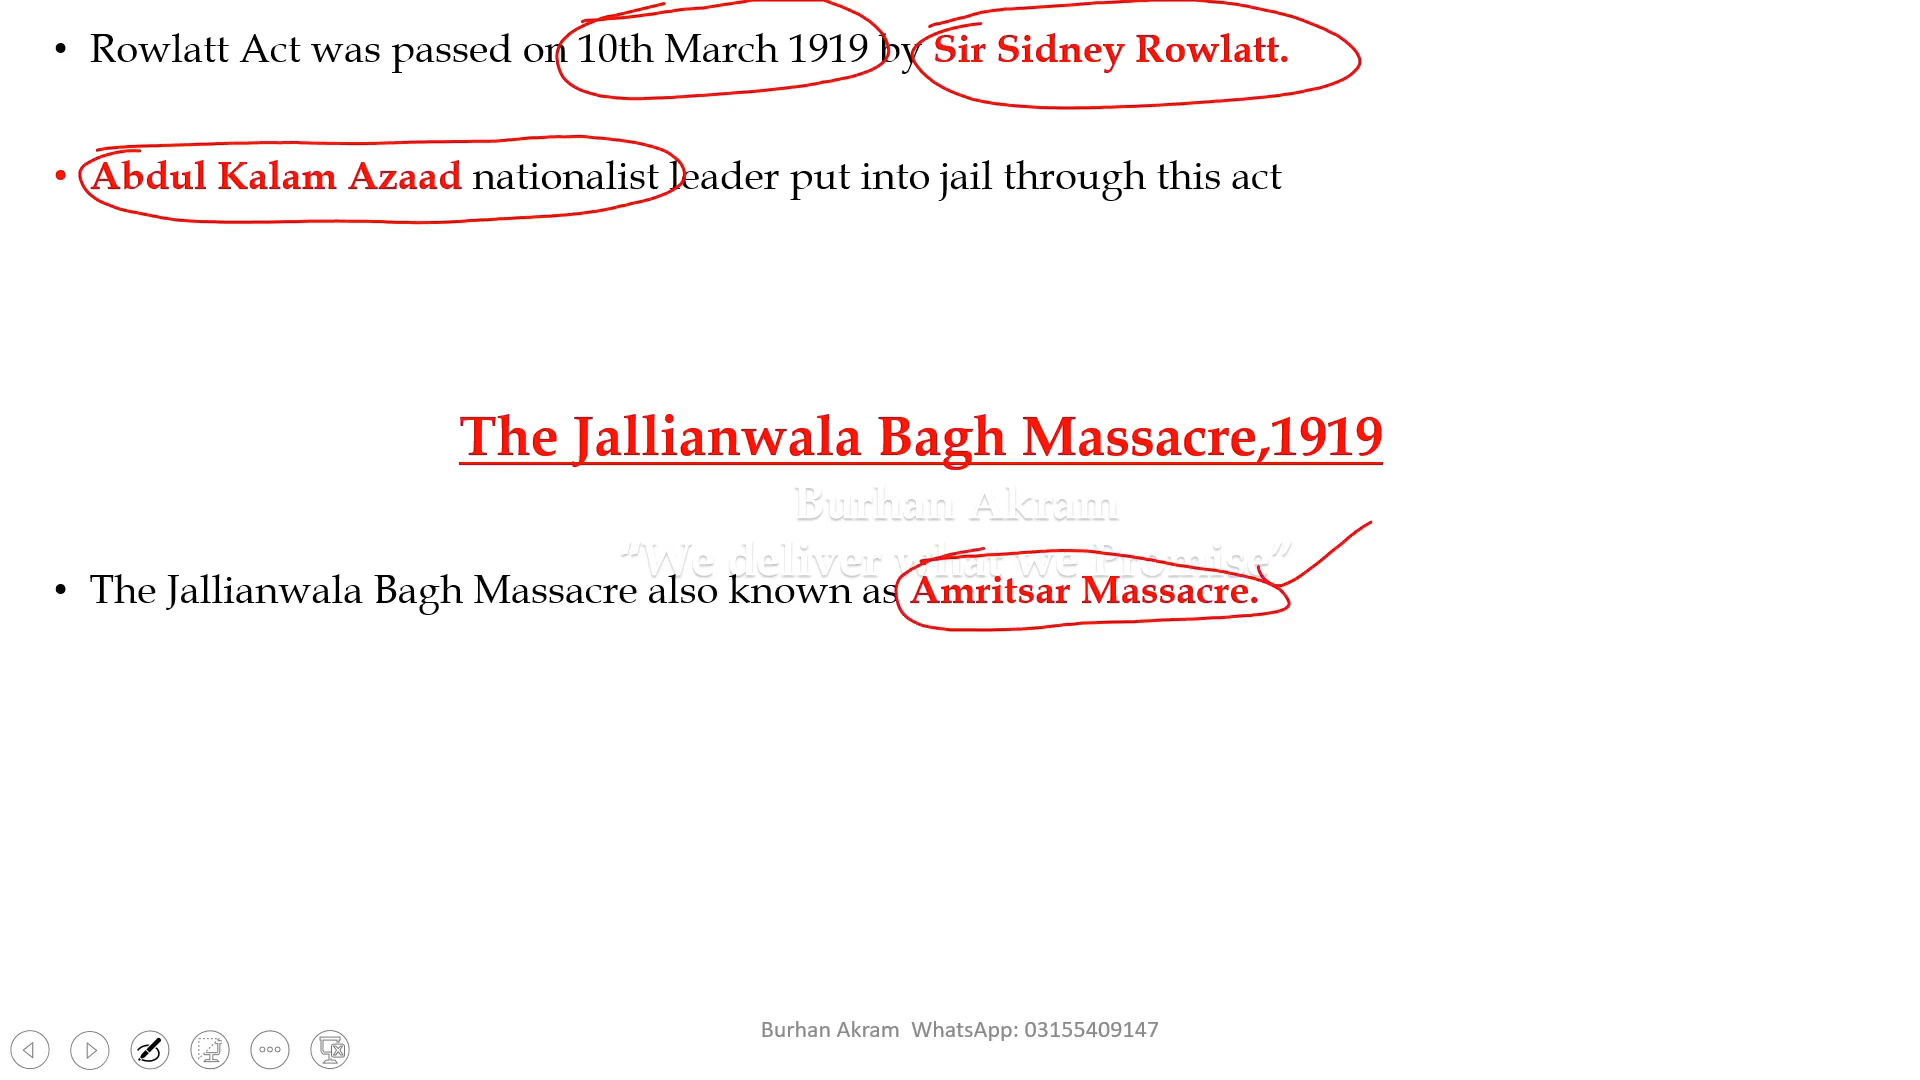 • Rowlatt Act was passed on 10th March 1919 by Sir Sidney Rowlatt.
• Abdul Kalam Azaad nationalist leader put into jail through this act
The Jallianwala Bagh Massacre,1919
Burhan Akram
“We deliver what we Promise”
• The Jallianwala Bagh Massacre also known as Amritsar Massacre.
Burhan Akram WhatsApp: 03155409147